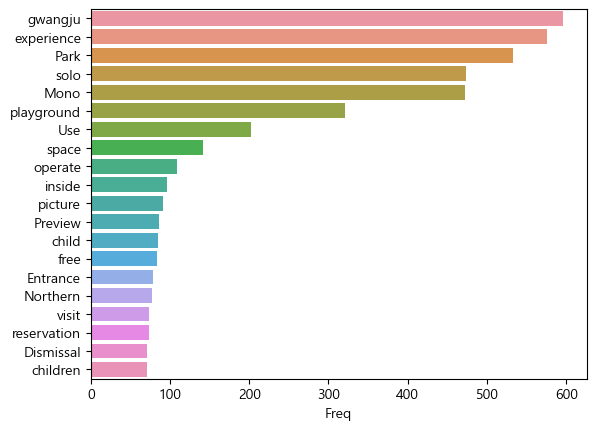 gwangju
experience
Park
solo
Mono
playground
Use
space
operate
inside
picture
Preview
child
free
Entrance
Northern
visit
reservation
Dismissal
children
0 100 200 300 400 500 600
Freq